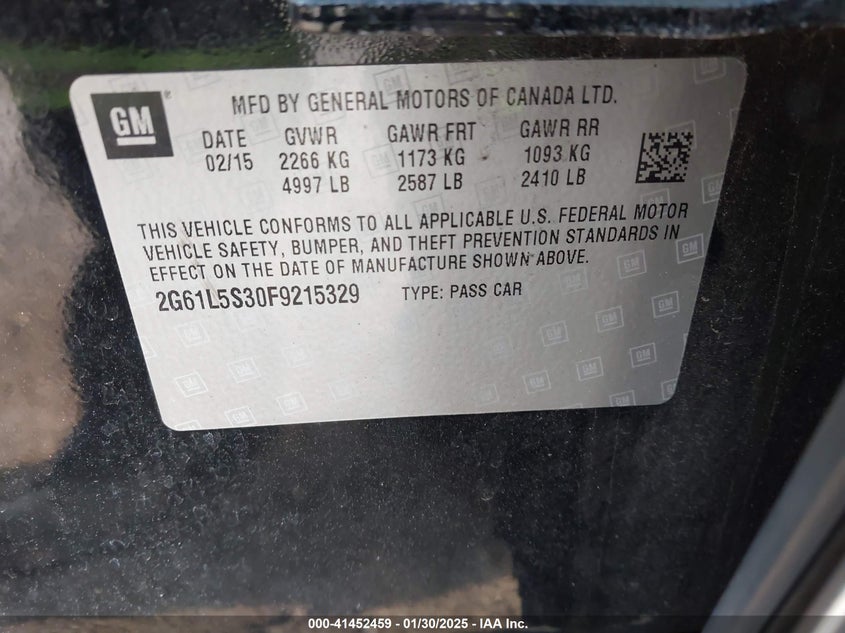 GM
MFD BY GENERAL MOTORS OF CANADA LTD.
DATE GVWR GAWR FRT GAWR RR
02/15 2266 KG 1173 KG 1093 KG
4997 LB 2587 LB 2410 LB
THIS VEHICLE CONFORMS TO ALL APPLICABLE U.S. FEDERAL MOTOR
VEHICLE SAFETY, BUMPER, AND THEFT PREVENTION STANDARDS IN
EFFECT ON THE DATE OF MANUFACTURE SHOWN ABOVE.
2G61L5S30F9215329 TYPE: PASS CAR
000-41452459 - 01/30/2025 - IAA Inc.